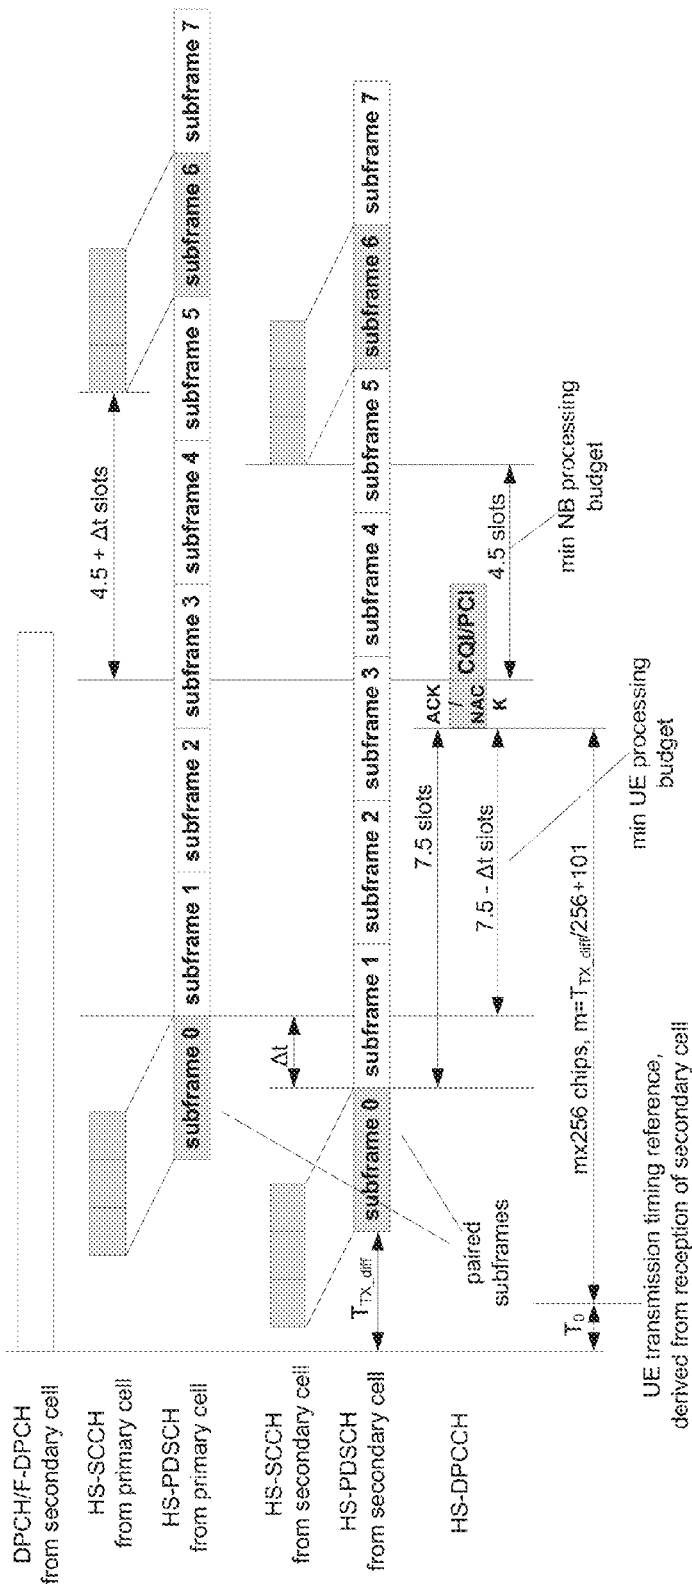 DPCH/F-DPCH
from secondary cell
HS-SCCH
from primary cell
4.5 + Δt slots
HS-PDSCH
from primary cell
subframe 0
subframe 1
subframe 2
subframe 3
subframe 4
subframe 5
subframe 6
subframe 7
HS-SCCH
from secondary cell
Δt
HS-PDSCH
from secondary cell
TTX_diff
subframe 0
subframe 1
subframe 2
subframe 3
subframe 4
subframe 5
subframe 6
subframe 7
paired
subframes
7.5 slots
HS-DPCCH
ACK
/
NAC
K
CQI/PCI
7.5 - Δt slots
4.5 slots
min NB processing
budget
T0
mx256 chips, m=TTX_diff/256+101
min UE processing
budget
UE transmission timing reference,
derived from reception of secondary cell